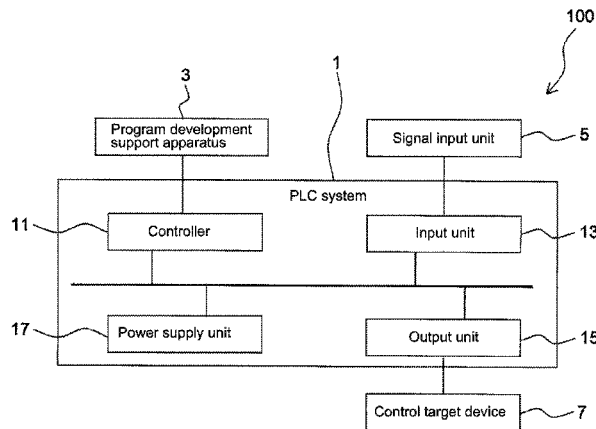 100
1
3
Program development
support apparatus
Signal input unit
5
PLC system
11
Controller
Input unit
13
17
Power supply unit
Output unit
15
Control target device
7